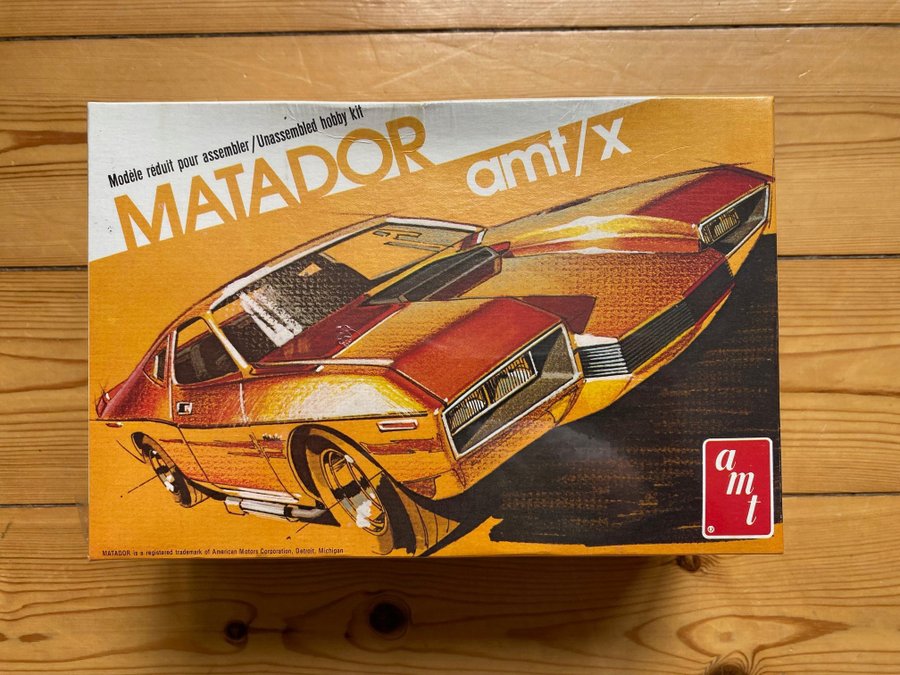 Modèle réduit pour assembler/Unassembled hobby kit
MATADOR
amt/x
amt
®
MATADOR is a registered trademark of American Motors Corporation, Detroit, Michigan